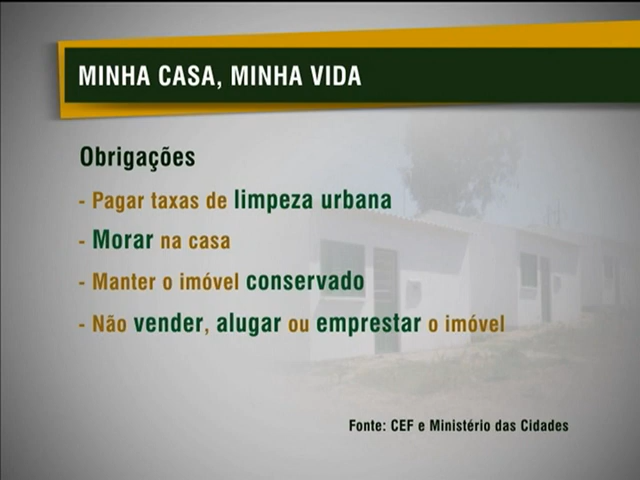 MINHA CASA, MINHA VIDA
Obrigações
- Pagar taxas de limpeza urbana
- Morar na casa
- Manter o imóvel conservado
- Não vender, alugar ou emprestar o imóvel
Fonte: CEF e Ministério das Cidades